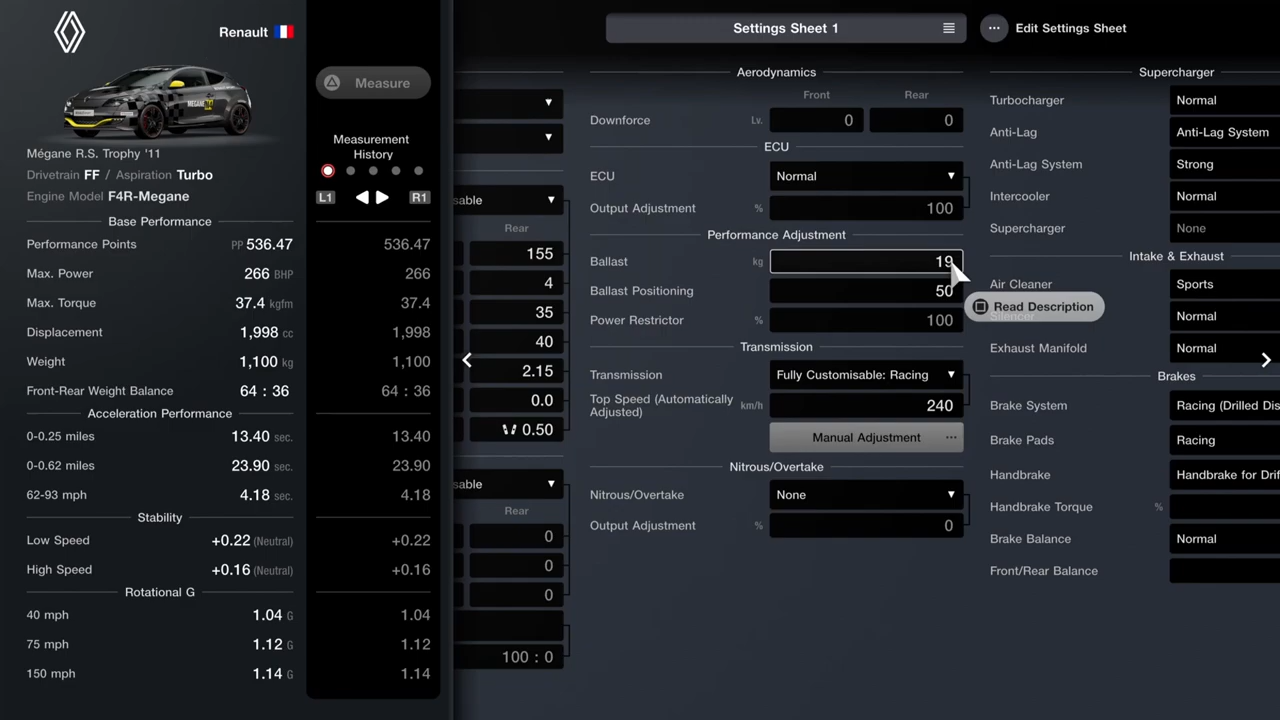 Renault
Mégane R.S. Trophy '11
Drivetrain FF / Aspiration Turbo
Engine Model F4R-Megane
Base Performance
Performance Points PP 536.47
Max. Power 266 BHP
Max. Torque 37.4 kgfm
Displacement 1,998 cc
Weight 1,100 kg
Front-Rear Weight Balance 64 : 36
Acceleration Performance
0-0.25 miles 13.40 sec.
0-0.62 miles 23.90 sec.
62-93 mph 4.18 sec.
Stability
Low Speed +0.22 (Neutral)
High Speed +0.16 (Neutral)
Rotational G
40 mph 1.04 G
75 mph 1.12 G
150 mph 1.14 G
Measure
Measurement
History
L1 R1
536.47
266
37.4
1,998
1,100
64 : 36
13.40
23.90
4.18
+0.22
+0.16
1.04
1.12
1.14
sable
Rear
155
4
35
40
2.15
0.0
0.50
sable
Rear
0
0
0
100 : 0
Settings Sheet 1
Edit Settings Sheet
Aerodynamics
Front Rear
Downforce Lv. 0 0
ECU
ECU Normal
Output Adjustment % 100
Performance Adjustment
Ballast kg 19
Ballast Positioning 50
Power Restrictor % 100
Transmission
Transmission Fully Customisable: Racing
Top Speed (Automatically
Adjusted) km/h 240
Manual Adjustment
Nitrous/Overtake
Nitrous/Overtake None
Output Adjustment % 0
Supercharger
Turbocharger Normal
Anti-Lag Anti-Lag System
Anti-Lag System Strong
Intercooler Normal
Supercharger None
Intake & Exhaust
Air Cleaner Sports
Read Description
Silencer Normal
Exhaust Manifold Normal
Brakes
Brake System Racing (Drilled Dis
Brake Pads Racing
Handbrake Handbrake for Drif
Handbrake Torque %
Brake Balance Normal
Front/Rear Balance